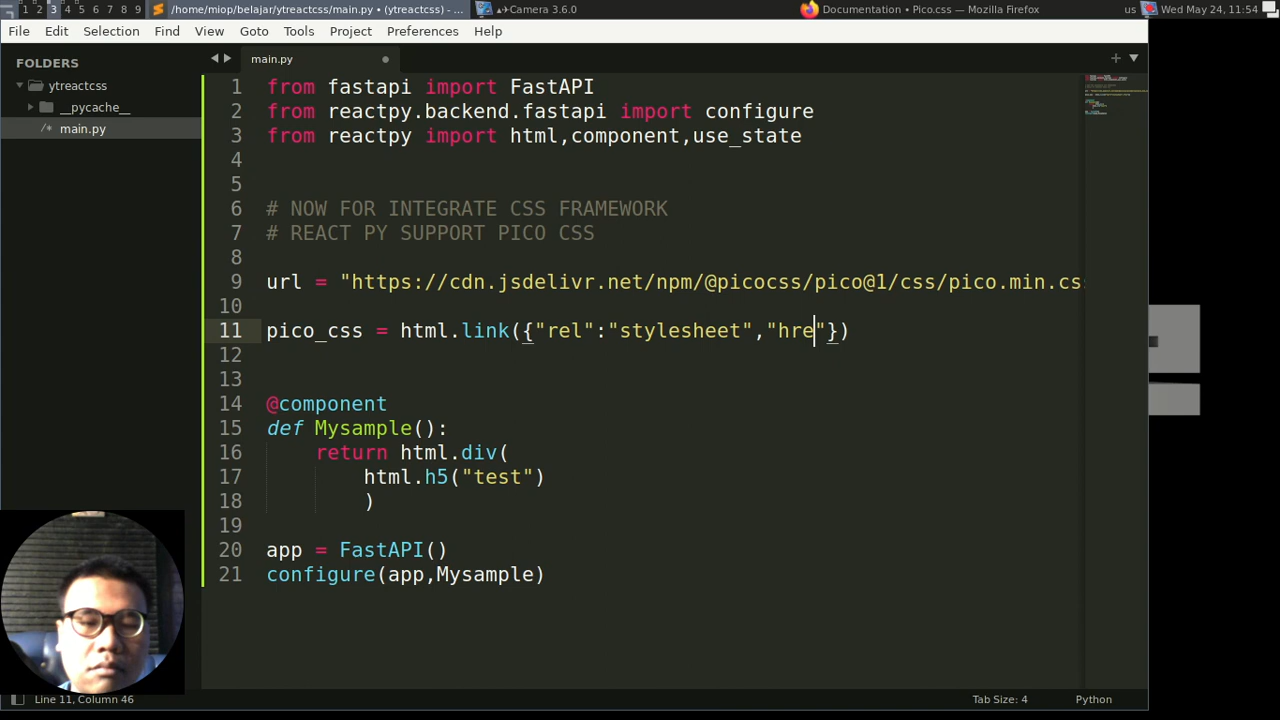 1 2 3 4 5 6 7 8 9 /home/miop/belajar/ytreactcss/main.py • (ytreactcss) - ... Camera 3.6.0 Documentation • Pico.css — Mozilla Firefox us Wed May 24, 11:54
File Edit Selection Find View Goto Tools Project Preferences Help
FOLDERS
ytreactcss
__pycache__
/* main.py
main.py
1 from fastapi import FastAPI
2 from reactpy.backend.fastapi import configure
3 from reactpy import html,component,use_state
4
5
6 # NOW FOR INTEGRATE CSS FRAMEWORK
7 # REACT PY SUPPORT PICO CSS
8
9 url = "https://cdn.jsdelivr.net/npm/@picocss/pico@1/css/pico.min.cs
10
11 pico_css = html.link({"rel":"stylesheet","hre"})
12
13
14 @component
15 def Mysample():
16 return html.div(
17 html.h5("test")
18 )
19
20 app = FastAPI()
21 configure(app,Mysample)
Line 11, Column 46 Tab Size: 4 Python